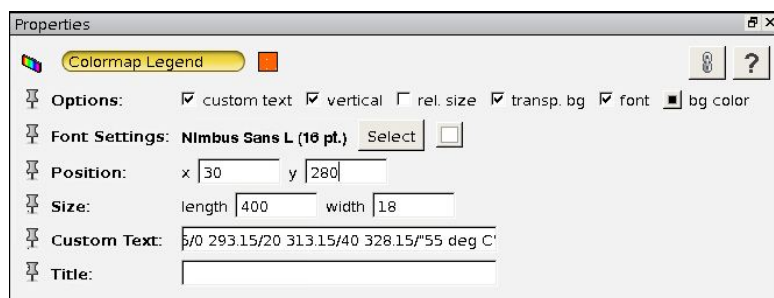 Properties
Colormap Legend ?
Options: custom text vertical rel. size transp. bg font bg color
Font Settings: Nimbus Sans L (16 pt.) Select
Position: x 30 y 280
Size: length 400 width 18
Custom Text: 5/0 293.15/20 313.15/40 328.15/"55 deg C"
Title: